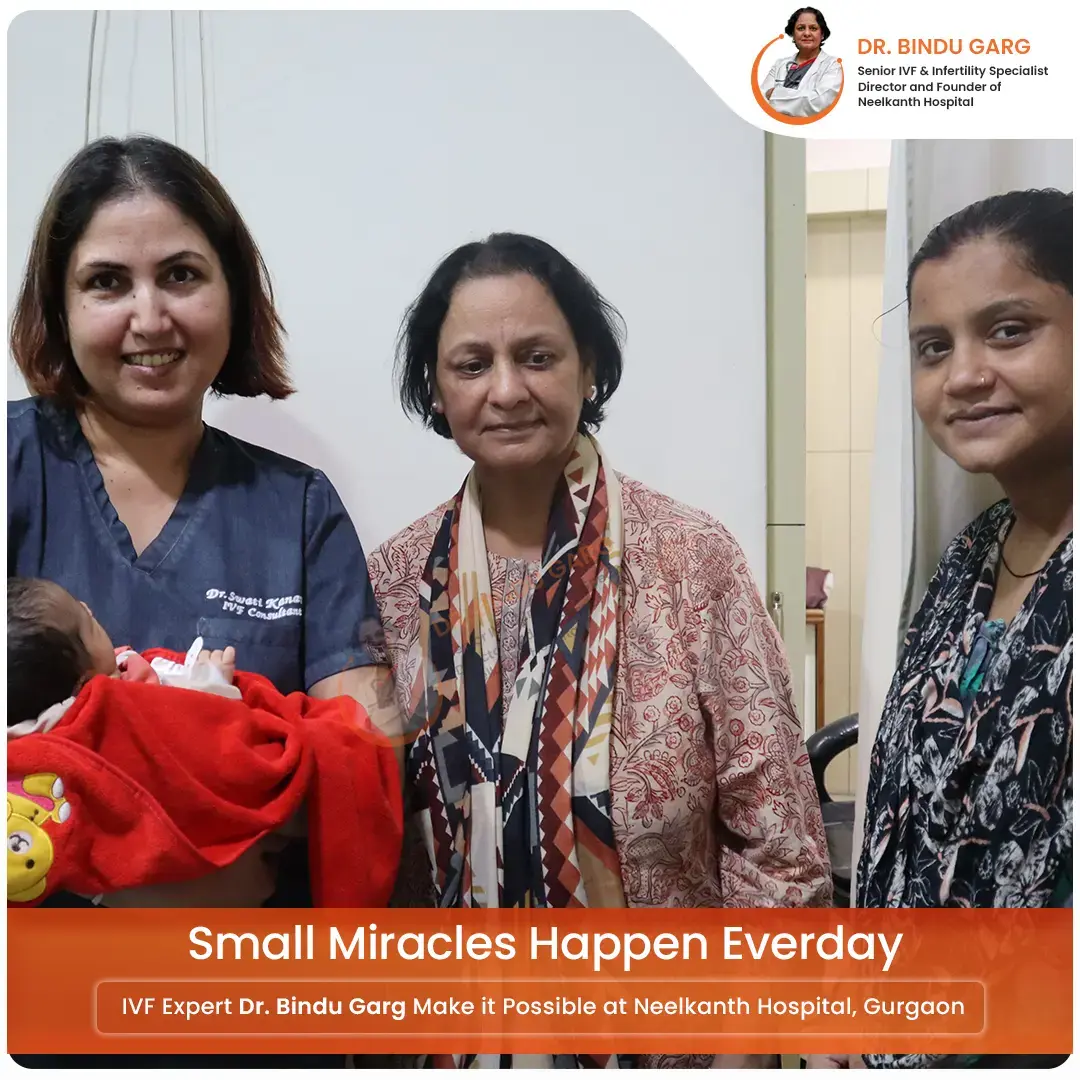 DR. BINDU GARG
Senior IVF & Infertility Specialist
Director and Founder of
Neelkanth Hospital
Dr. Swati Kana
IVF Consultant
Small Miracles Happen Everday
IVF Expert Dr. Bindu Garg Make it Possible at Neelkanth Hospital, Gurgaon